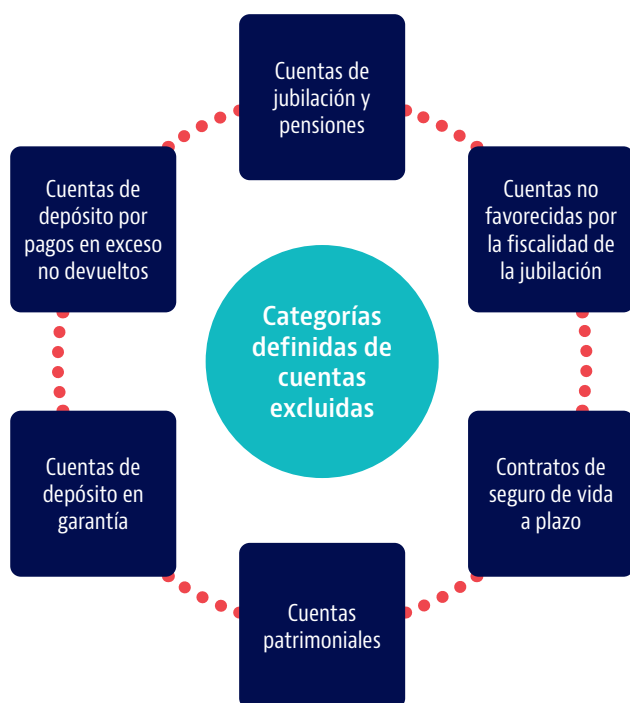 Cuentas de
jubilación y
pensiones
Cuentas no
favorecidas por
la fiscalidad de
la jubilación
Contratos de
seguro de vida
a plazo
Cuentas
patrimoniales
Cuentas de
depósito en
garantía
Cuentas de
depósito por
pagos en exceso
no devueltos
Categorías
definidas de
cuentas
excluidas